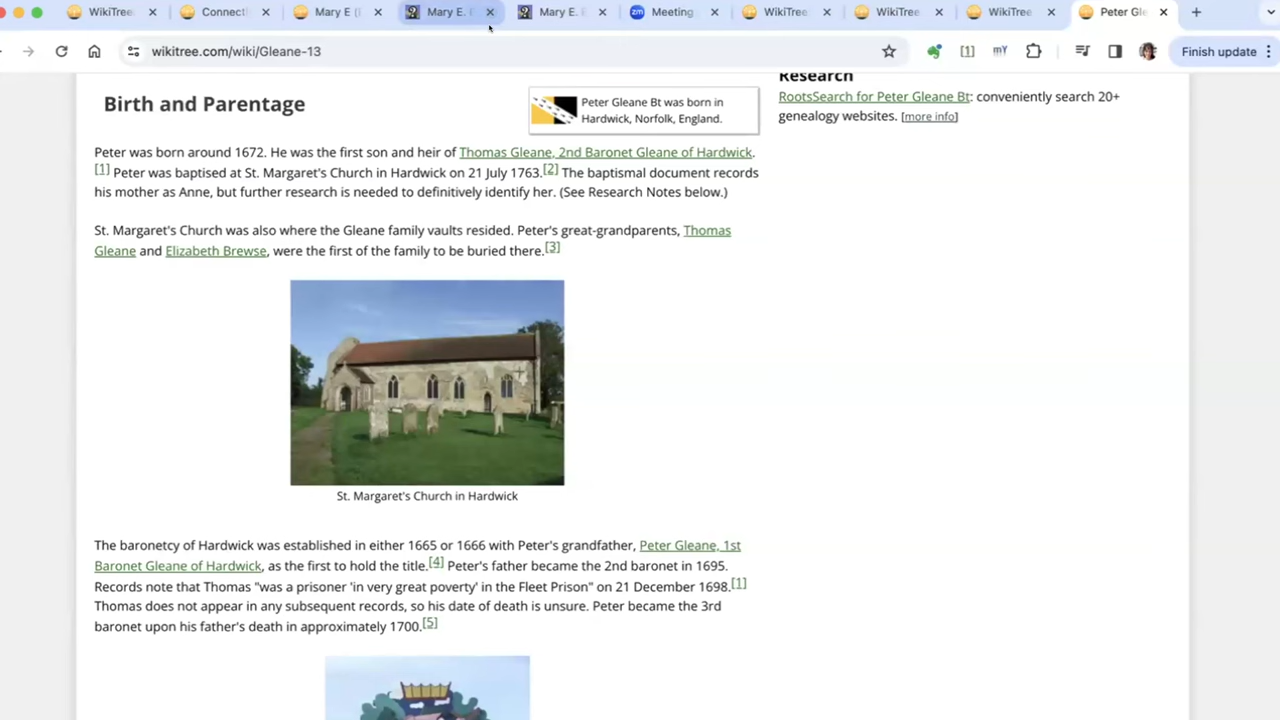 WikiTree
Connecti
Mary E (
Mary E.
Mary E.
Meeting
WikiTree
WikiTree
WikiTree
Peter Gle
wikitree.com/wiki/Gleane-13
[1]
mY
Finish update
Research
Birth and Parentage
Peter Gleane Bt was born in
Hardwick, Norfolk, England.
RootsSearch for Peter Gleane Bt: conveniently search 20+
genealogy websites. [more info]
Peter was born around 1672. He was the first son and heir of Thomas Gleane, 2nd Baronet Gleane of Hardwick.
[1] Peter was baptised at St. Margaret's Church in Hardwick on 21 July 1763.[2] The baptismal document records
his mother as Anne, but further research is needed to definitively identify her. (See Research Notes below.)
St. Margaret's Church was also where the Gleane family vaults resided. Peter's great-grandparents, Thomas
Gleane and Elizabeth Brewse, were the first of the family to be buried there.[3]
St. Margaret's Church in Hardwick
The baronetcy of Hardwick was established in either 1665 or 1666 with Peter's grandfather, Peter Gleane, 1st
Baronet Gleane of Hardwick, as the first to hold the title.[4] Peter's father became the 2nd baronet in 1695.
Records note that Thomas "was a prisoner 'in very great poverty' in the Fleet Prison" on 21 December 1698.[1]
Thomas does not appear in any subsequent records, so his date of death is unsure. Peter became the 3rd
baronet upon his father's death in approximately 1700.[5]